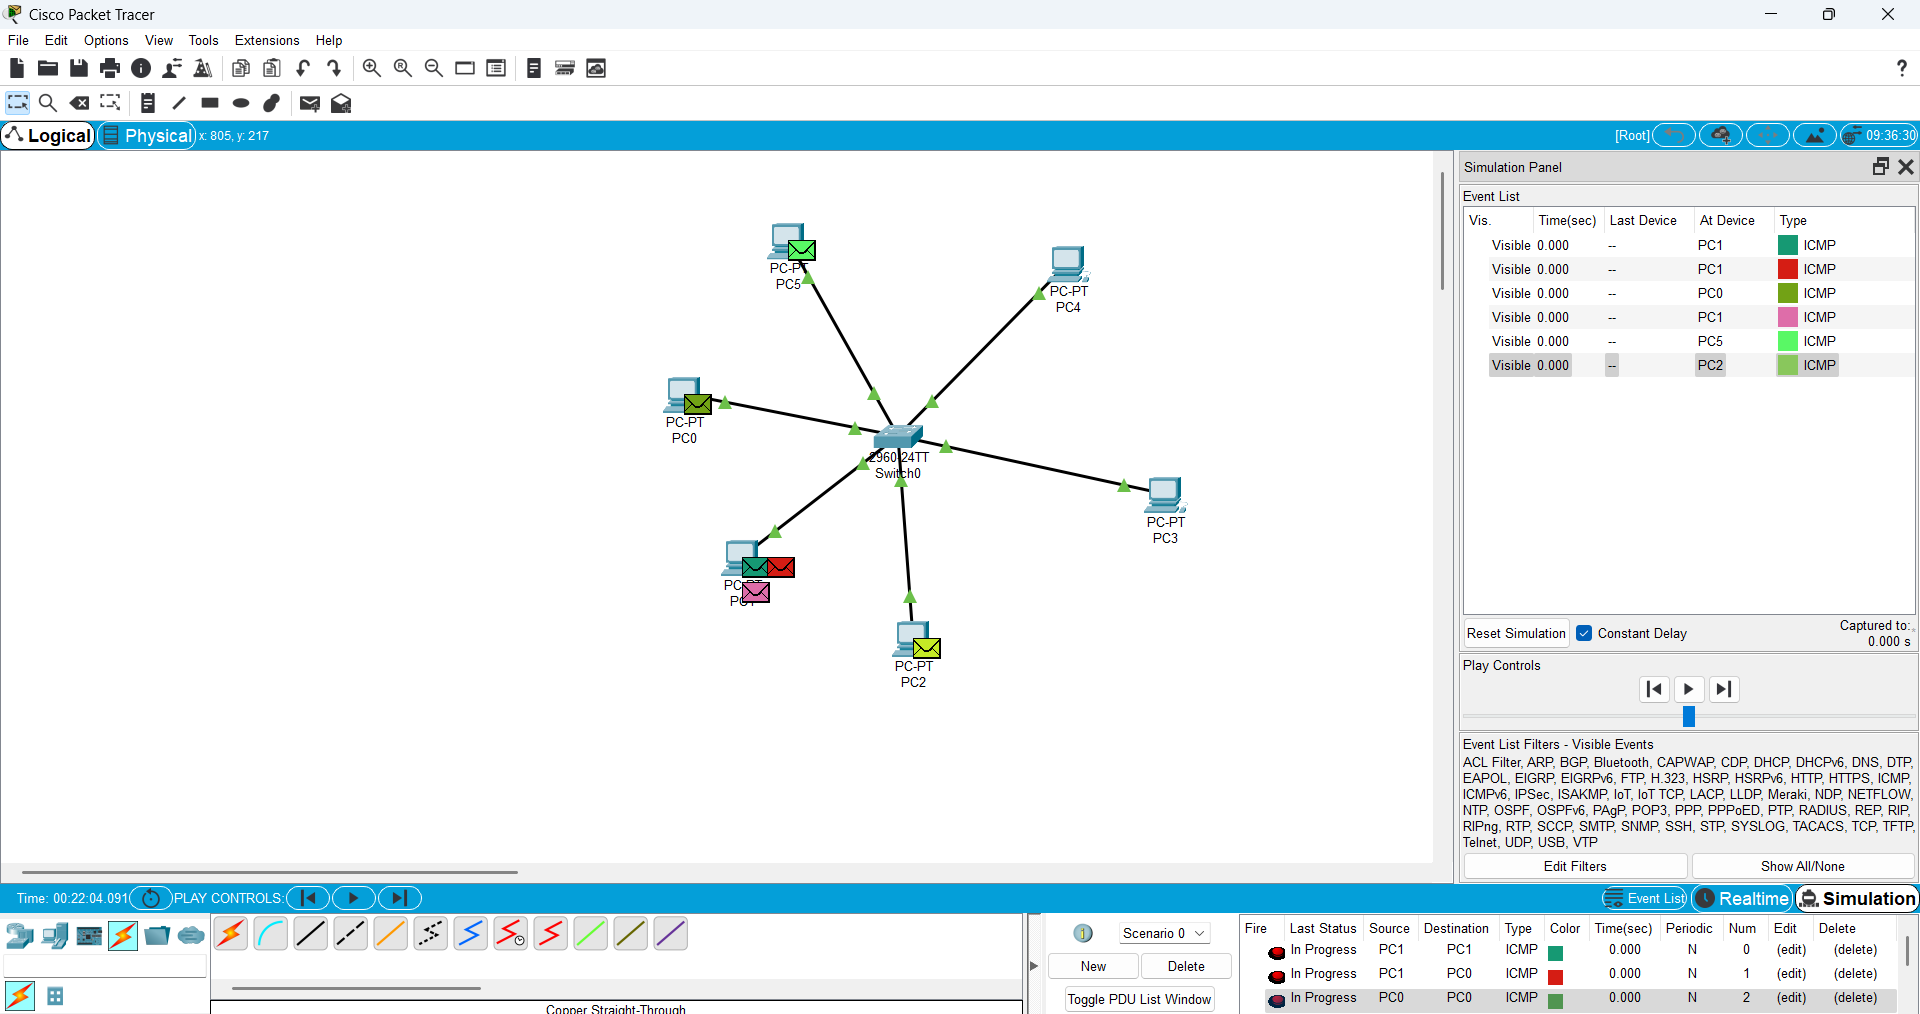 Cisco Packet Tracer
File Edit Options View Tools Extensions Help
Logical Physical x: 805, y: 217 [Root] 09:36:30
PC-PT
PC5
PC-PT
PC4
PC-PT
PC0
2960-24TT
Switch0
PC-PT
PC3
PC-PT
PC1
PC-PT
PC2
Simulation Panel
Event List
Vis. Time(sec) Last Device At Device Type
Visible 0.000 -- PC1 ICMP
Visible 0.000 -- PC1 ICMP
Visible 0.000 -- PC0 ICMP
Visible 0.000 -- PC1 ICMP
Visible 0.000 -- PC5 ICMP
Visible 0.000 -- PC2 ICMP
Reset Simulation Constant Delay Captured to:
0.000 s
Play Controls
Event List Filters - Visible Events
ACL Filter, ARP, BGP, Bluetooth, CAPWAP, CDP, DHCP, DHCPv6, DNS, DTP,
EAPOL, EIGRP, EIGRPv6, FTP, H.323, HSRP, HSRPv6, HTTP, HTTPS, ICMP,
ICMPv6, IPSec, ISAKMP, IoT, IoT TCP, LACP, LLDP, Meraki, NDP, NETFLOW,
NTP, OSPF, OSPFv6, PAgP, POP3, PPP, PPPoED, PTP, RADIUS, REP, RIP,
RIPng, RTP, SCCP, SMTP, SNMP, SSH, STP, SYSLOG, TACACS, TCP, TFTP,
Telnet, UDP, USB, VTP
Edit Filters Show All/None
Time: 00:22:04.091 PLAY CONTROLS: Event List Realtime Simulation
Copper Straight-Through
Scenario 0
New Delete
Toggle PDU List Window
Fire Last Status Source Destination Type Color Time(sec) Periodic Num Edit Delete
In Progress PC1 PC1 ICMP 0.000 N 0 (edit) (delete)
In Progress PC1 PC0 ICMP 0.000 N 1 (edit) (delete)
In Progress PC0 PC0 ICMP 0.000 N 2 (edit) (delete)